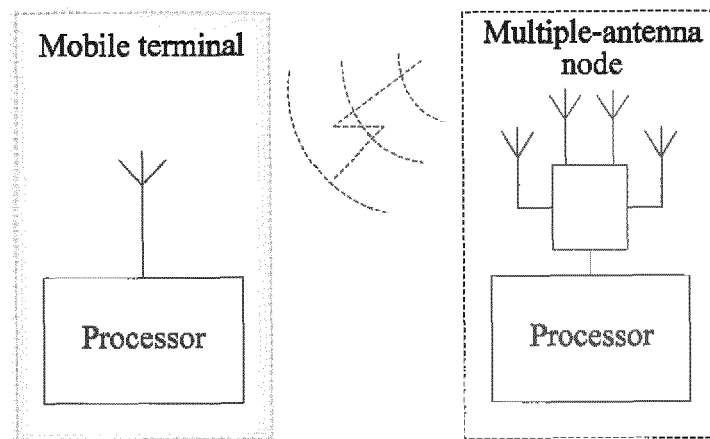 Mobile terminal
Processor
Multiple-antenna
node
Processor